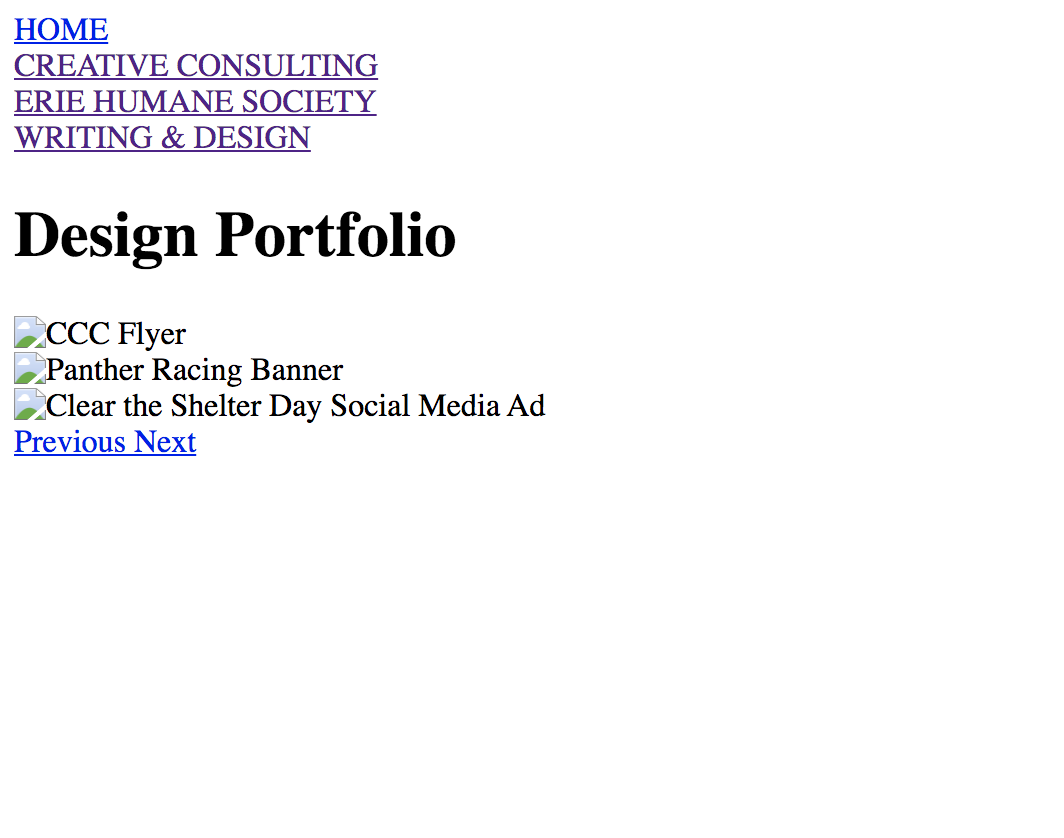 HOME
CREATIVE CONSULTING
ERIE HUMANE SOCIETY
WRITING & DESIGN
Design Portfolio
CCC Flyer
Panther Racing Banner
Clear the Shelter Day Social Media Ad
Previous Next